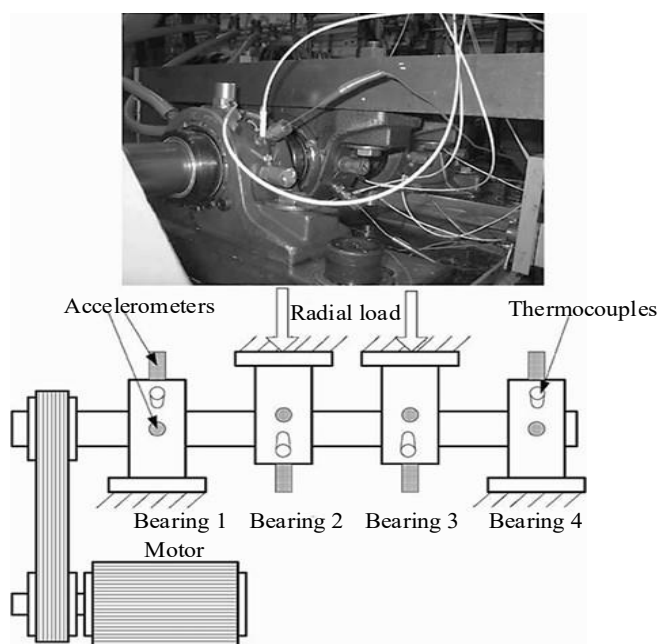 Accelerometers
Radial load
Thermocouples
Bearing 1 Bearing 2 Bearing 3 Bearing 4
Motor